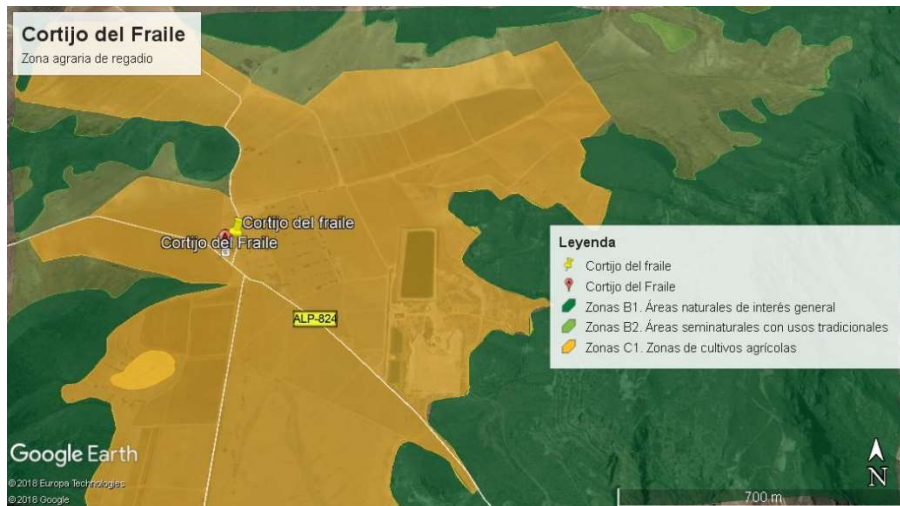 Cortijo del Fraile
Zona agraria de regadio
Cortijo del fraile
Cortijo del Fraile
ALP-824
Leyenda
Cortijo del fraile
Cortijo del Fraile
Zonas B1. Áreas naturales de interés general
Zonas B2. Áreas seminaturales con usos tradicionales
Zonas C1. Zonas de cultivos agrícolas
Google Earth
© 2018 Europa Technologies
© 2018 Google
N
700 m